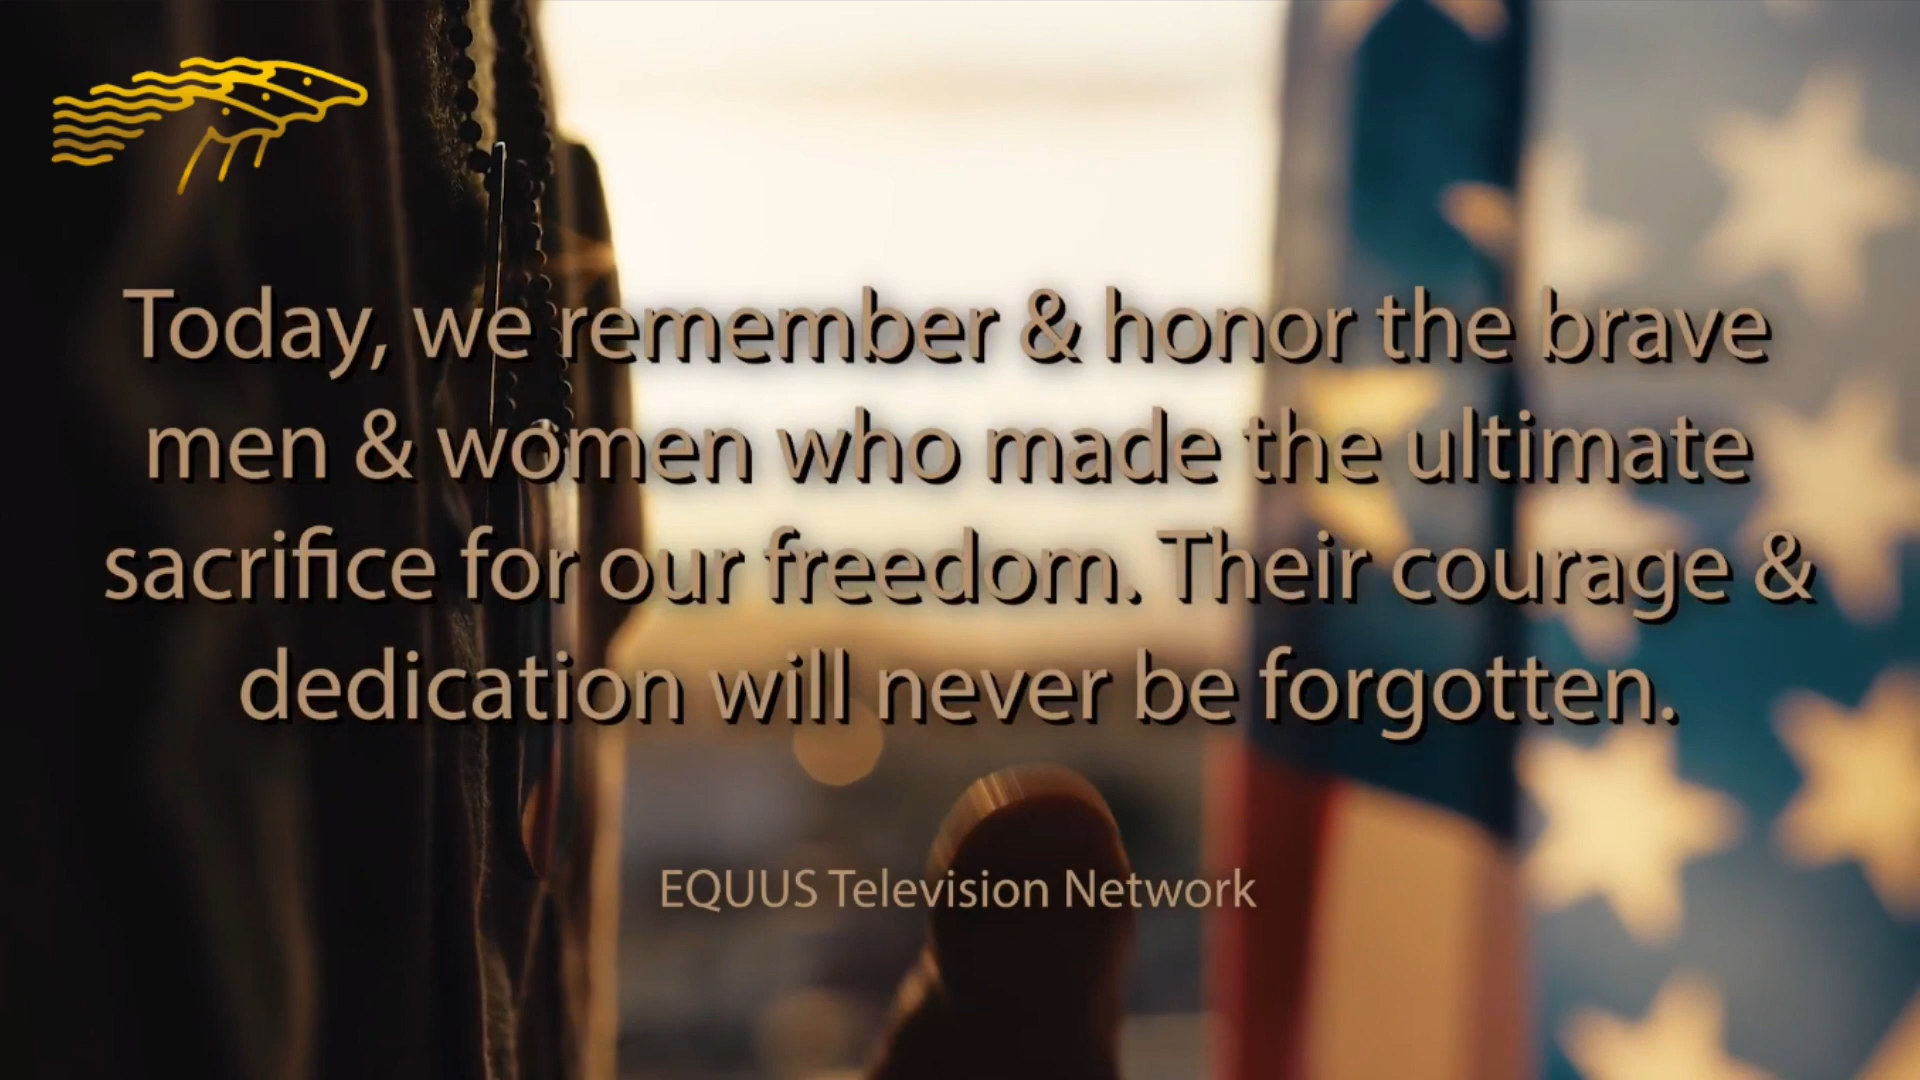 Today, we remember & honor the brave
men & women who made the ultimate
sacrifice for our freedom. Their courage &
dedication will never be forgotten.
EQUUS Television Network